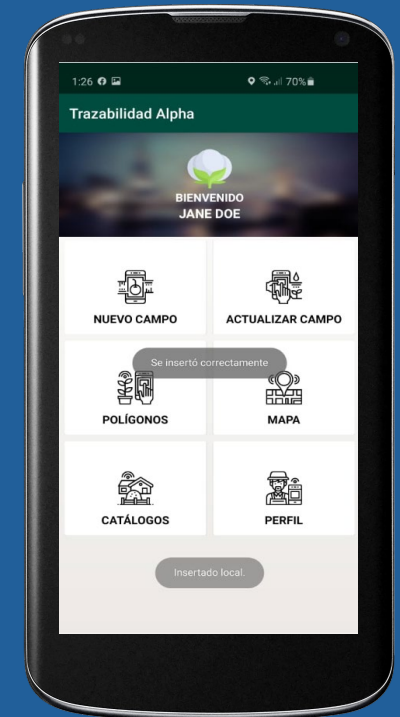 1:26 70%
Trazabilidad Alpha
BIENVENIDO
JANE DOE
NUEVO CAMPO ACTUALIZAR CAMPO
Se insertó correctamente
POLÍGONOS MAPA
CATÁLOGOS PERFIL
Insertado local.